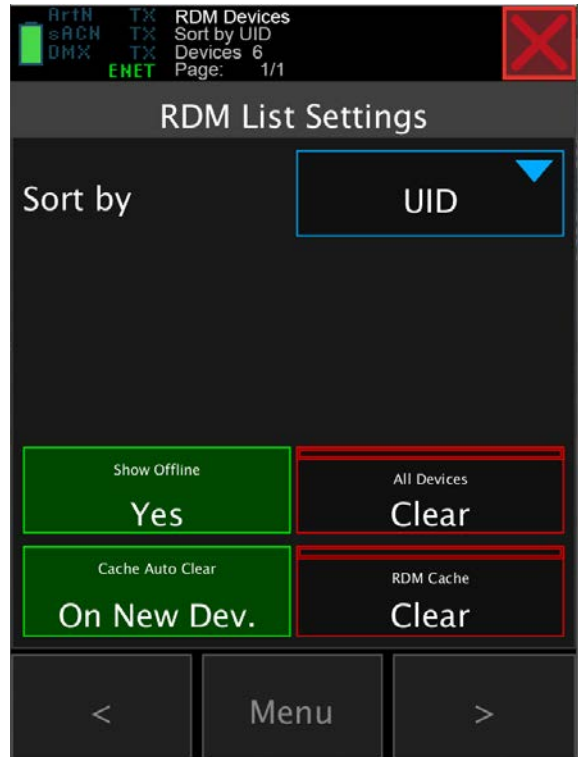 ArtN TX RDM Devices
sACN TX Sort by UID
DMX TX Devices 6
ENET Page: 1/1
RDM List Settings
Sort by UID
Show Offline
Yes
All Devices
Clear
Cache Auto Clear
On New Dev.
RDM Cache
Clear
< Menu >